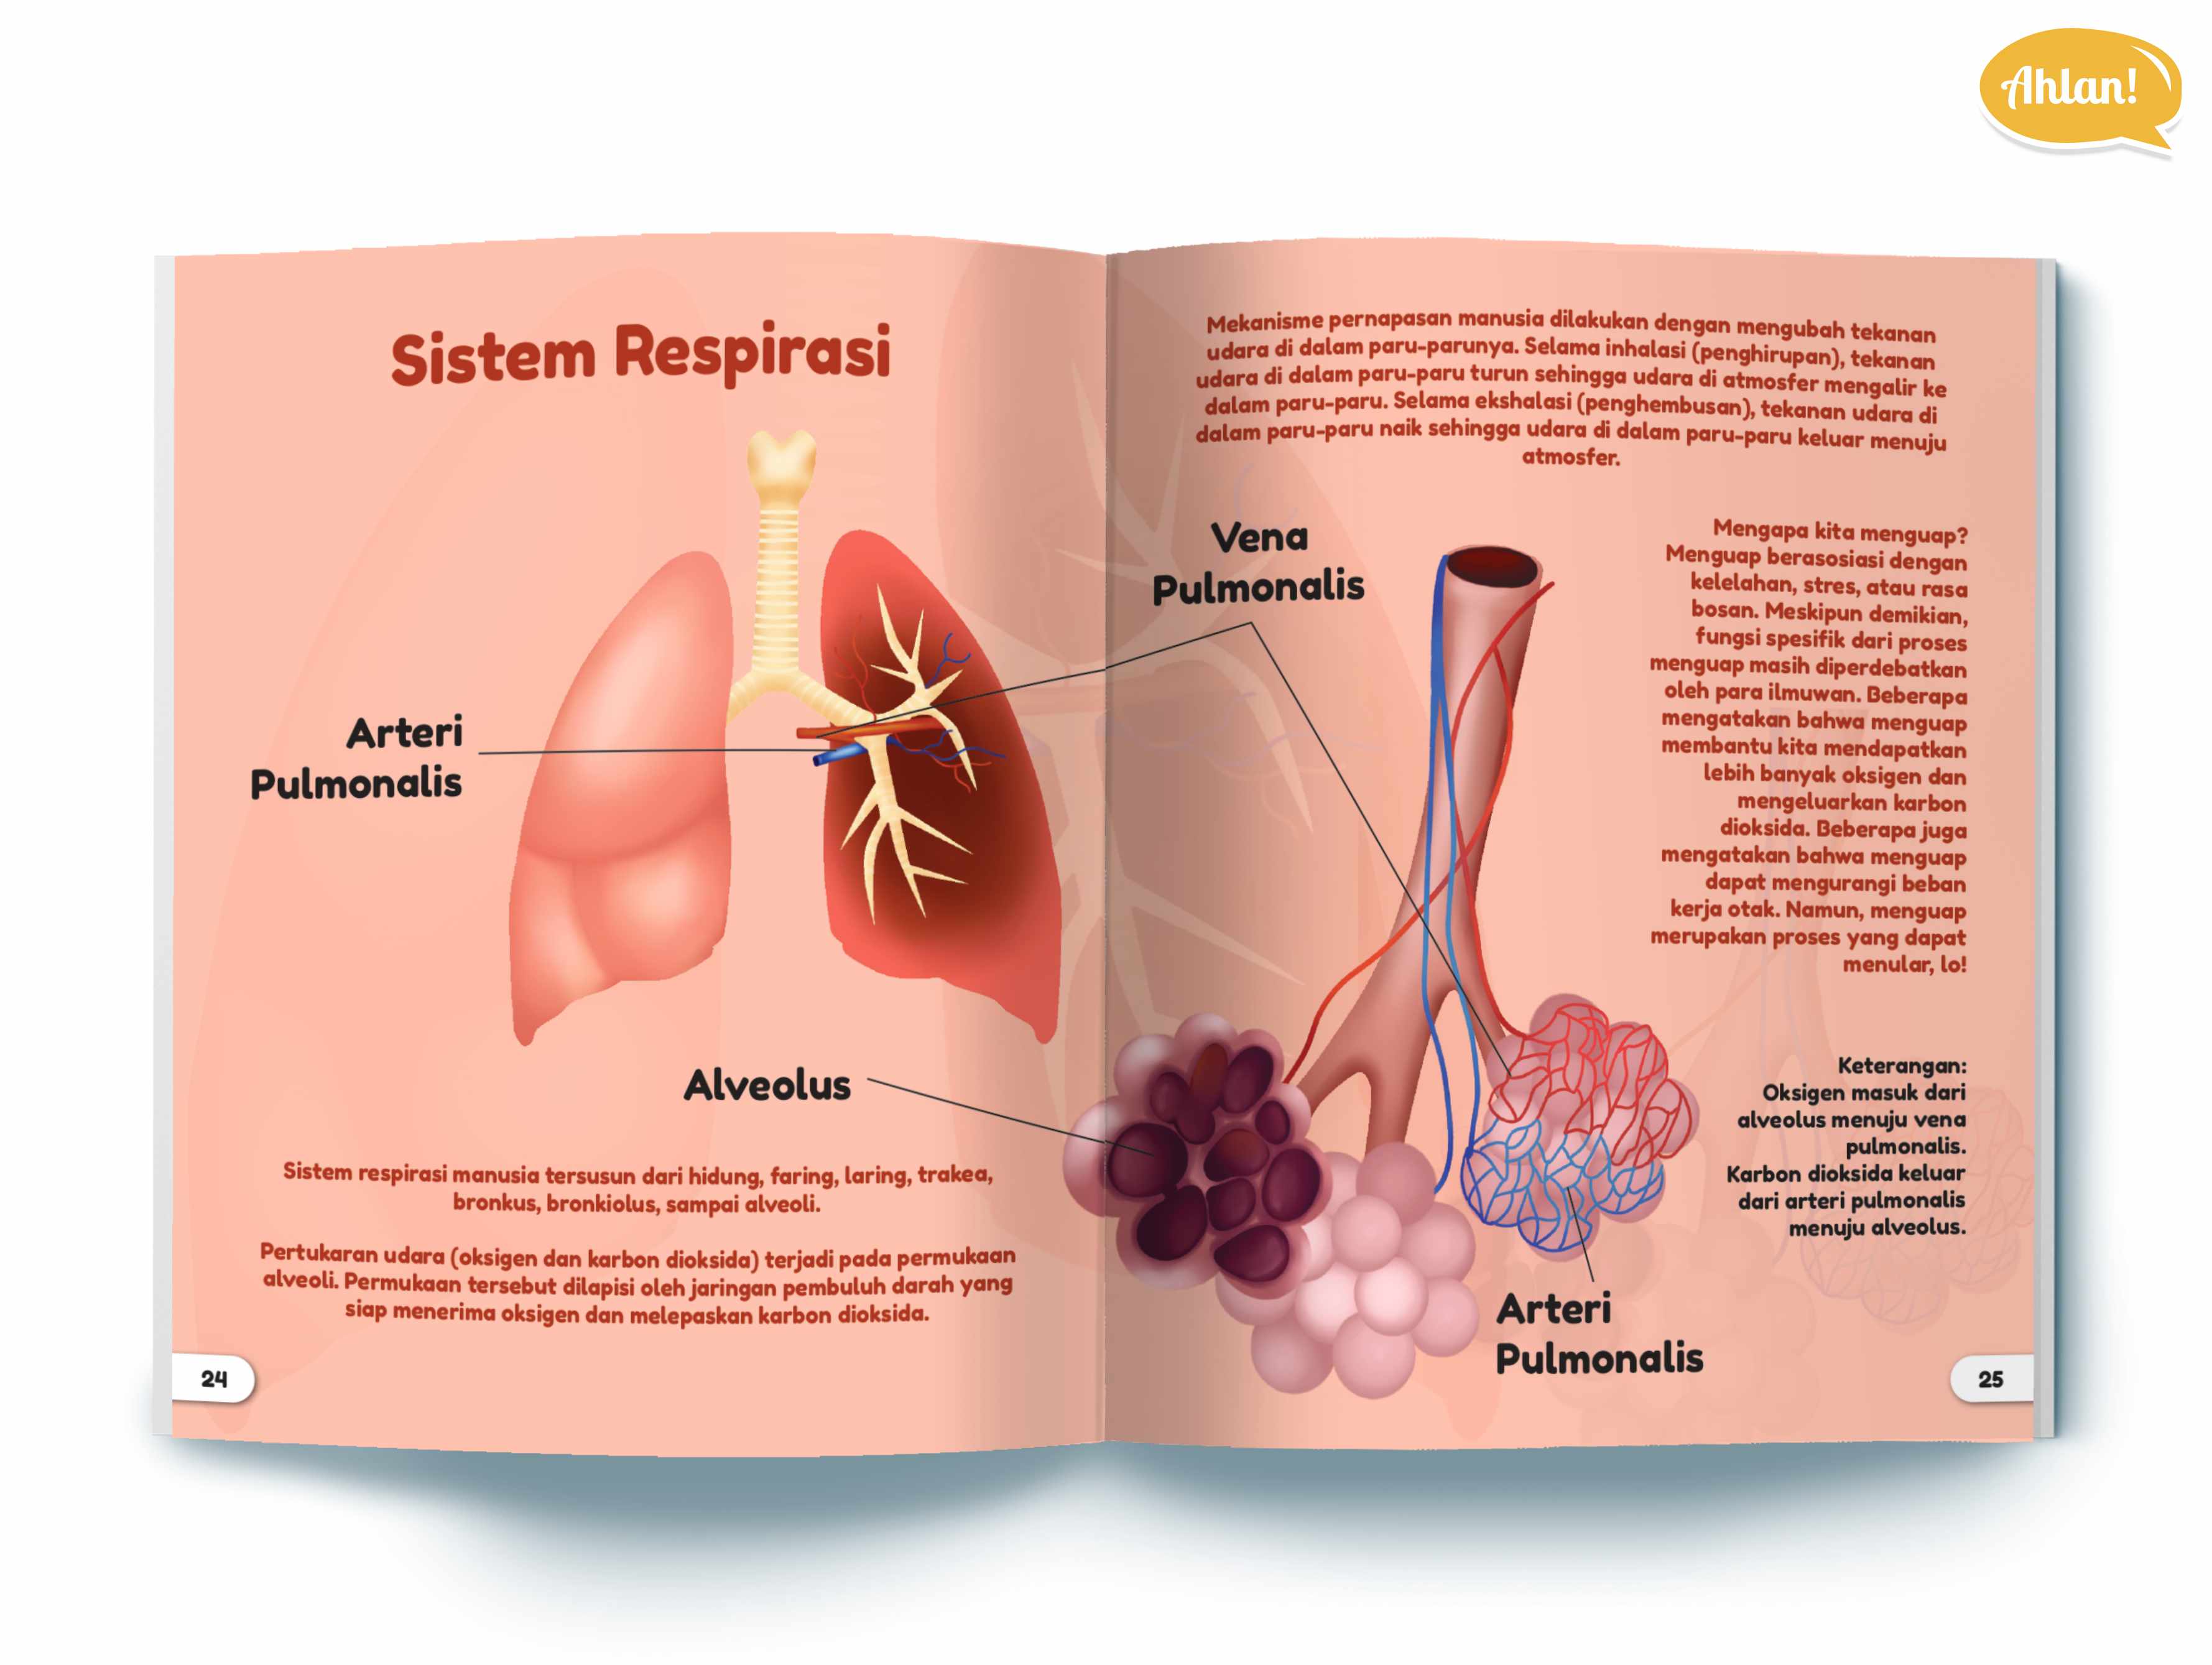 Ahlan!
Sistem Respirasi
Arteri
Pulmonalis
Alveolus
Sistem respirasi manusia tersusun dari hidung, faring, laring, trakea,
bronkus, bronkiolus, sampai alveoli.
Pertukaran udara (oksigen dan karbon dioksida) terjadi pada permukaan
alveoli. Permukaan tersebut dilapisi oleh jaringan pembuluh darah yang
siap menerima oksigen dan melepaskan karbon dioksida.
24
Mekanisme pernapasan manusia dilakukan dengan mengubah tekanan
udara di dalam paru-parunya. Selama inhalasi (penghirupan), tekanan
udara di dalam paru-paru turun sehingga udara di atmosfer mengalir ke
dalam paru-paru. Selama ekshalasi (penghembusan), tekanan udara di
dalam paru-paru naik sehingga udara di dalam paru-paru keluar menuju
atmosfer.
Vena
Pulmonalis
Mengapa kita menguap?
Menguap berasosiasi dengan
kelelahan, stres, atau rasa
bosan. Meskipun demikian,
fungsi spesifik dari proses
menguap masih diperdebatkan
oleh para ilmuwan. Beberapa
mengatakan bahwa menguap
membantu kita mendapatkan
lebih banyak oksigen dan
mengeluarkan karbon
dioksida. Beberapa juga
mengatakan bahwa menguap
dapat mengurangi beban
kerja otak. Namun, menguap
merupakan proses yang dapat
menular, lo!
Keterangan:
Oksigen masuk dari
alveolus menuju vena
pulmonalis.
Karbon dioksida keluar
dari arteri pulmonalis
menuju alveolus.
Arteri
Pulmonalis
25